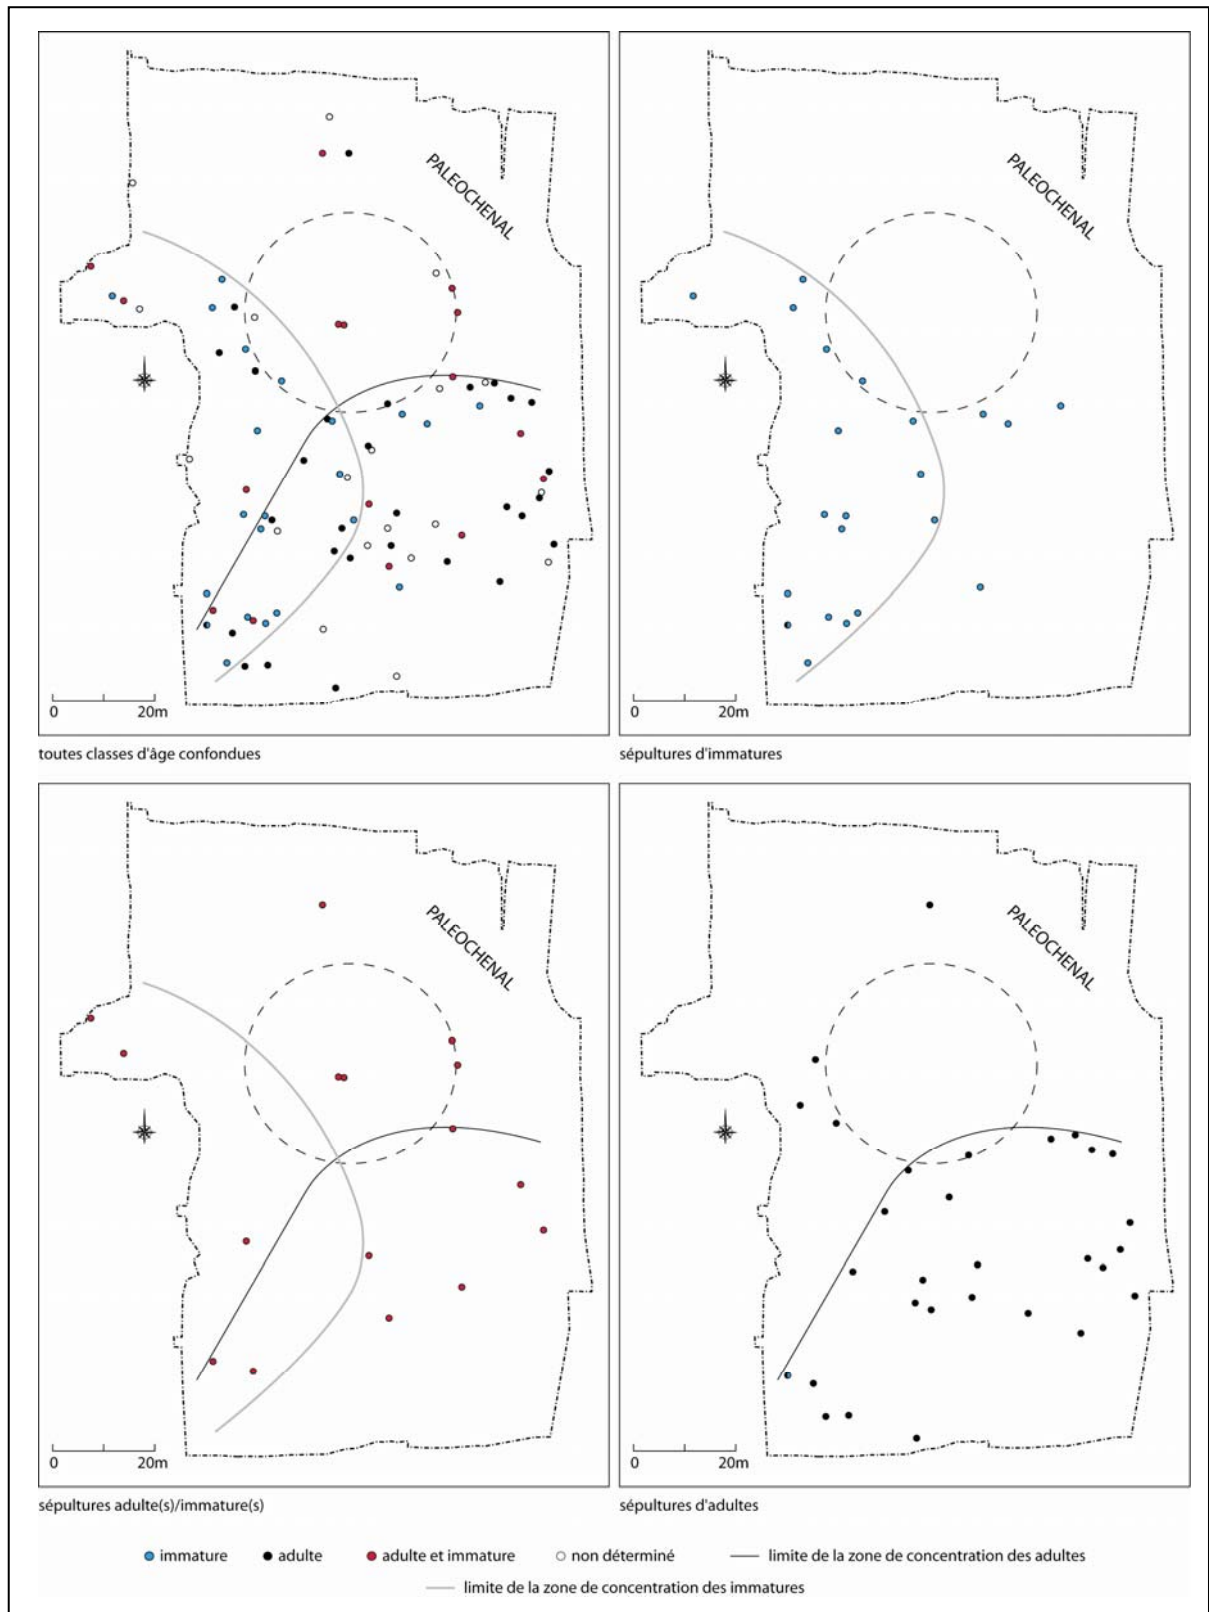 PALEOCHENAL
0 20m
toutes classes d'âge confondues
PALEOCHENAL
0 20m
sépultures d'immatures
PALEOCHENAL
0 20m
sépultures adulte(s)/immature(s)
PALEOCHENAL
0 20m
sépultures d'adultes
immature adulte adulte et immature non déterminé limite de la zone de concentration des adultes
limite de la zone de concentration des immatures